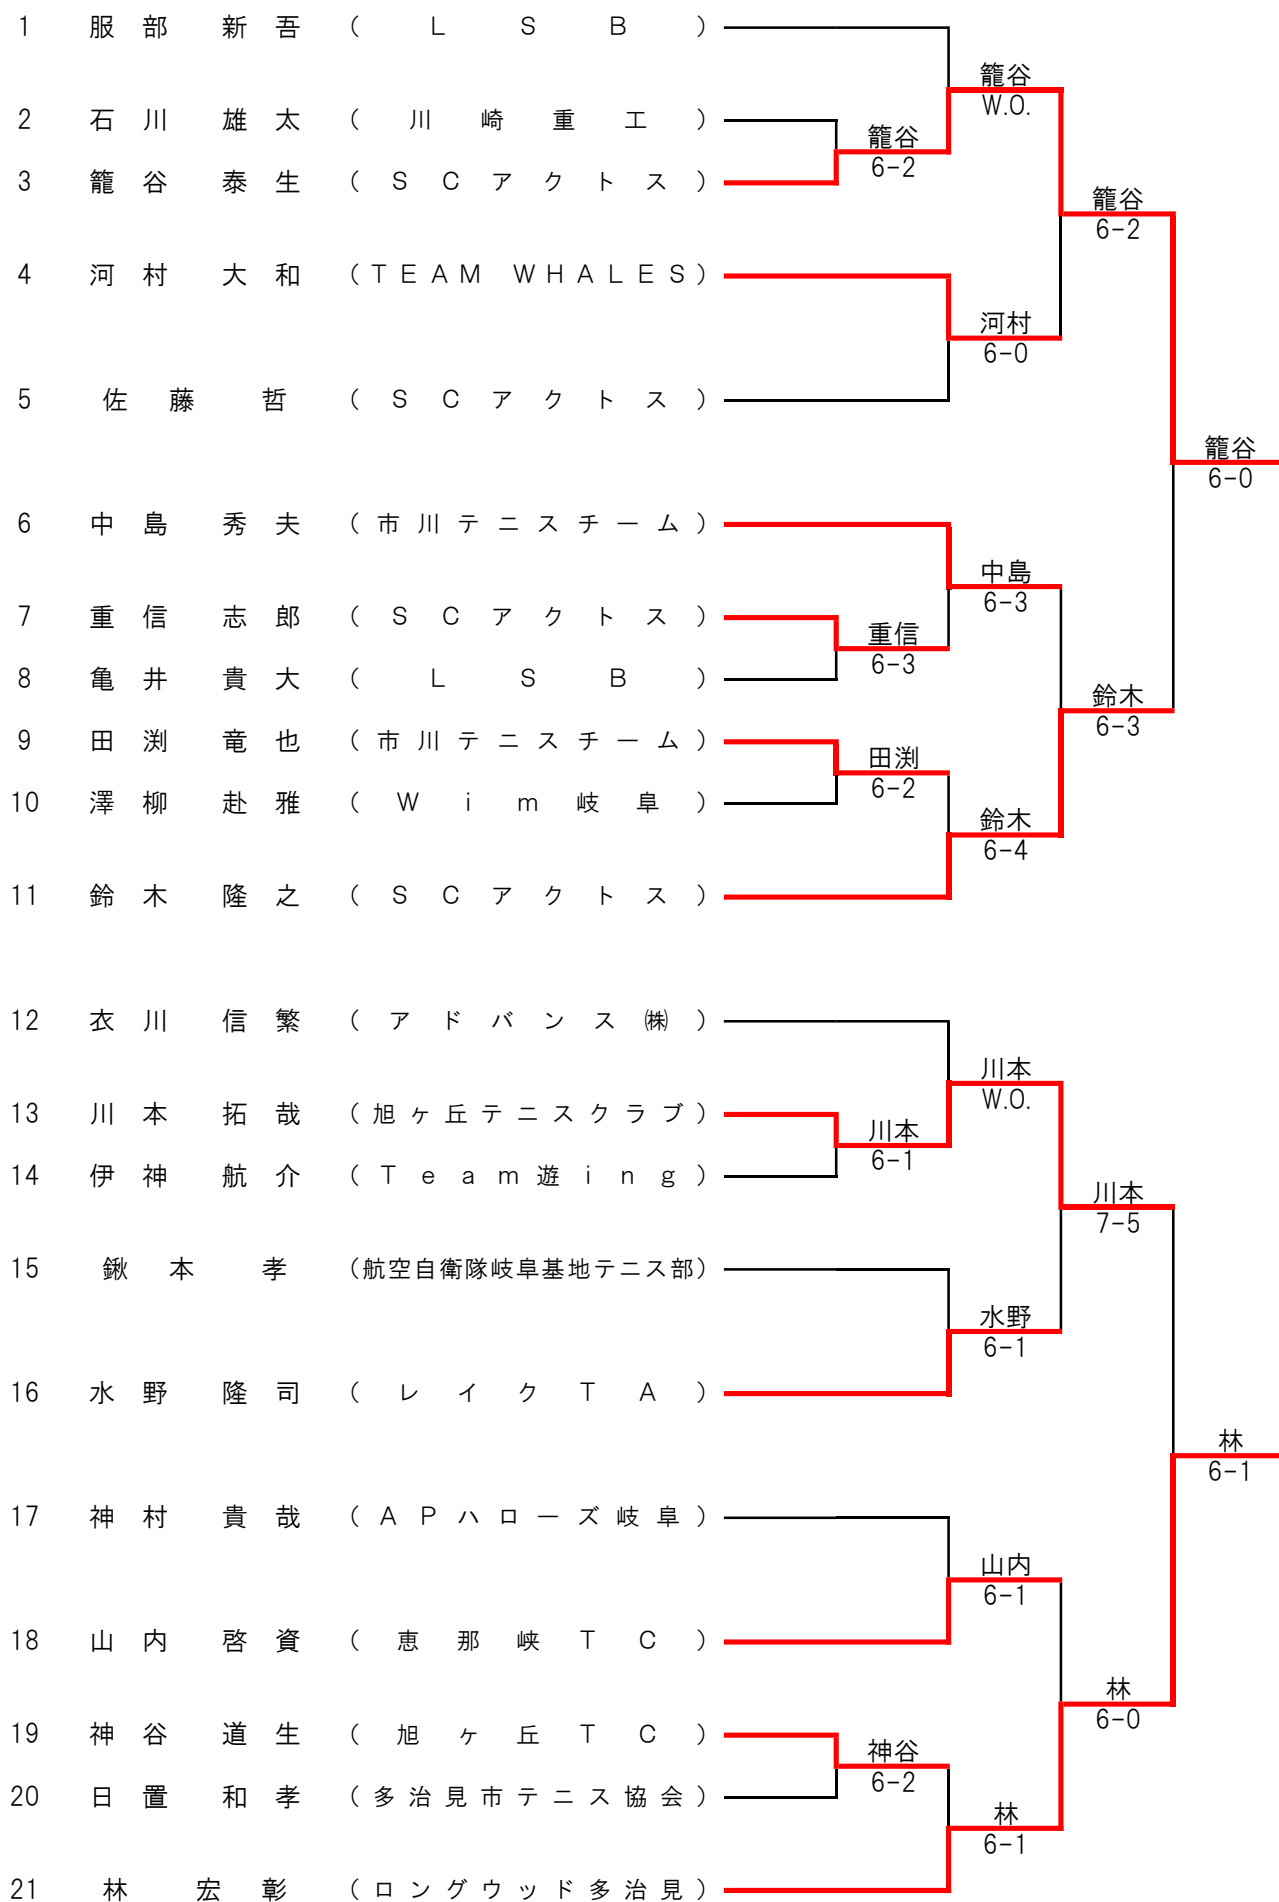 1 服部 新吾 (LSB)
籠谷
W.O.
2 石川 雄太 (川崎重工)
籠谷
6-2
3 籠谷 泰生 (SCアクトス)
籠谷
6-2
4 河村 大和 (TEAM WHALES)
河村
6-0
5 佐藤 哲 (SCアクトス)
籠谷
6-0
6 中島 秀夫 (市川テニスチーム)
中島
6-3
7 重信 志郎 (SCアクトス)
重信
6-3
8 亀井 貴大 (LSB)
鈴木
6-3
9 田渕 竜也 (市川テニスチーム)
田渕
6-2
10 澤柳 赴雅 (Wim岐阜)
鈴木
6-4
11 鈴木 隆之 (SCアクトス)
12 衣川 信繁 (アドバンス㈱)
川本
W.O.
13 川本 拓哉 (旭ヶ丘テニスクラブ)
川本
6-1
14 伊神 航介 (Team遊ing)
川本
7-5
15 鍬本 孝 (航空自衛隊岐阜基地テニス部)
水野
6-1
16 水野 隆司 (レイクTA)
林
6-1
17 神村 貴哉 (APハローズ岐阜)
山内
6-1
18 山内 啓資 (恵那峡TC)
林
6-0
19 神谷 道生 (旭ヶ丘TC)
神谷
6-2
20 日置 和孝 (多治見市テニス協会)
林
6-1
21 林 宏彰 (ロングウッド多治見)